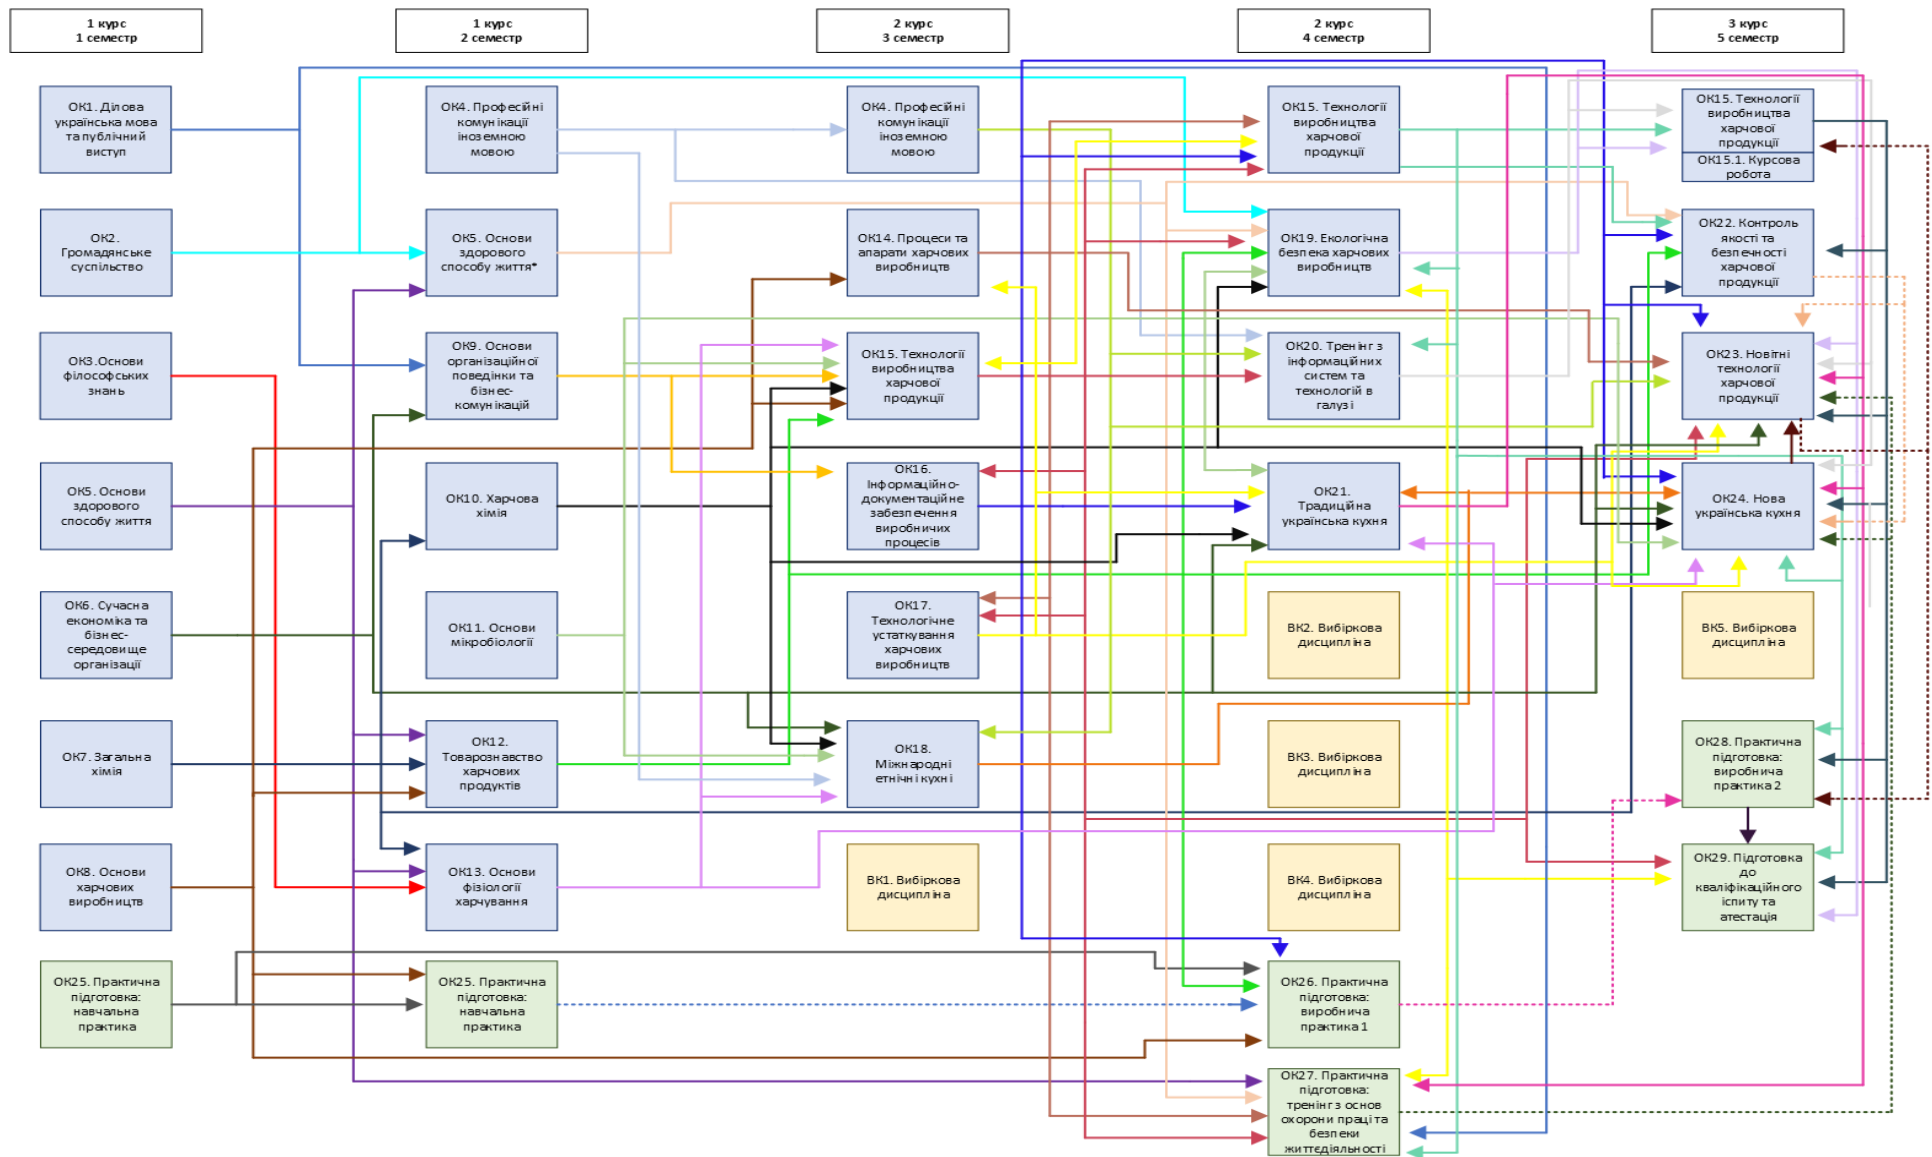 1 курс
1 семестр
1 курс
2 семестр
2 курс
3 семестр
2 курс
4 семестр
3 курс
5 семестр
ОК1. Ділова
українська мова
та публічний
виступ
ОК2.
Громадянське
суспільство
ОК3.Основи
філософських
знань
ОК5. Основи
здорового
способу життя
ОК6. Сучасна
економіка та
бізнес-
середовище
організації
ОК7. Загальна
хімія
ОК8. Основи
харчових
виробництв
ОК25. Практична
підготовка:
навчальна
практика
ОК4. Професійні
комунікації
іноземною
мовою
ОК5. Основи
здорового
способу життя*
ОК9. Основи
організаційної
поведінки та
бізнес-
комунікацій
ОК10. Харчова
хімія
ОК11. Основи
мікробіології
ОК12.
Товарознавство
харчових
продуктів
ОК13. Основи
фізіології
харчування
ОК25. Практична
підготовка:
навчальна
практика
ОК4. Професійні
комунікації
іноземною
мовою
ОК14. Процеси та
апарати харчових
виробництв
ОК15. Технології
виробництва
харчової
продукції
ОК16.
Інформаційно-
документаційне
забезпечення
виробничих
процесів
ОК17.
Технологічне
устаткування
харчових
виробництв
ОК18.
Міжнародні
етнічні кухні
ВК1. Вибіркова
дисципліна
ОК15. Технології
виробництва
харчової
продукції
ОК19. Екологічна
безпека харчових
виробництв
ОК20. Тренінг з
інформаційних
систем та
технологій в
галузі
ОК21.
Традиційна
українська кухня
ВК2. Вибіркова
дисципліна
ВК3. Вибіркова
дисципліна
ВК4. Вибіркова
дисципліна
ОК26. Практична
підготовка:
виробнича
практика 1
ОК27. Практична
підготовка:
тренінг з основ
охорони праці та
безпеки
життєдіяльності
ОК15. Технології
виробництва
харчової
продукції
ОК15.1. Курсова
робота
ОК22. Контроль
якості та
безпечності
харчової
продукції
ОК23. Новітні
технології
харчової
продукції
ОК24. Нова
українська кухня
ВК5. Вибіркова
дисципліна
ОК28. Практична
підготовка:
виробнича
практика 2
ОК29. Підготовка
до
кваліфікаційного
іспиту та
атестація